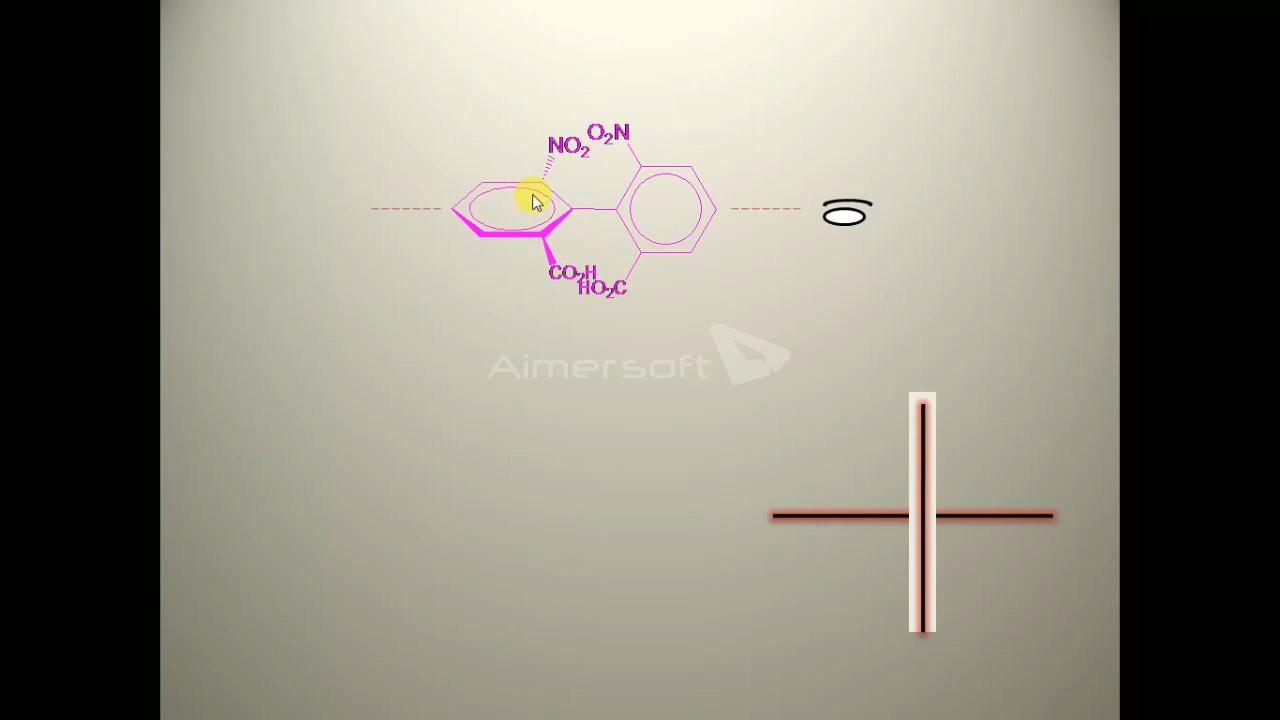 NO₂
O₂N
CO₂H
HO₂C
Aimersoft